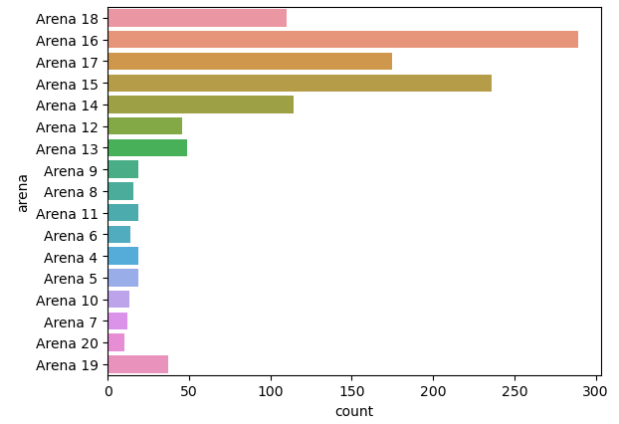 Arena 18
Arena 16
Arena 17
Arena 15
Arena 14
Arena 12
Arena 13
Arena 9
Arena 8
Arena 11
Arena 6
Arena 4
Arena 5
Arena 10
Arena 7
Arena 20
Arena 19
arena
0 50 100 150 200 250 300
count